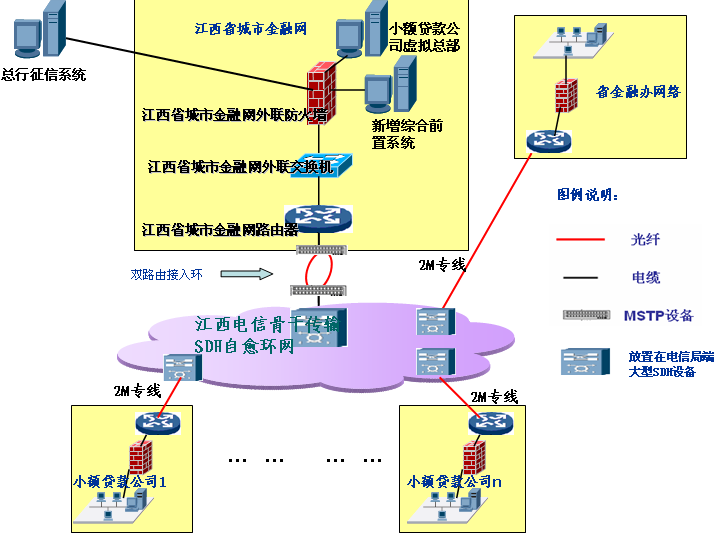 江西省城市金融网
小额贷款公
司虚拟总部
总行征信系统
江西省城市金融网外联防火墙
新增综合前
置系统
省金融办网络
江西省城市金融网外联交换机
江西省城市金融网路由器
图例说明：
光纤
2M专线
双路由接入环
电缆
MSTP设备
江西电信骨干传输
SDH自愈环网
放置在电信局端
大型SDH设备
2M专线
2M专线
... ... ... ...
小额贷款公司1
小额贷款公司n